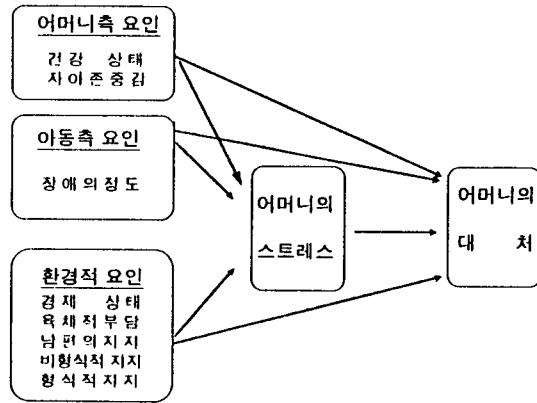 어머니측 요인
건강 상태
자아존중감
아동측 요인
장애의정도
환경적 요인
경제 상태
육체적부담
남편의지지
비형식적지지
형식적지지
어머니의
스트레스
어머니의
대 처